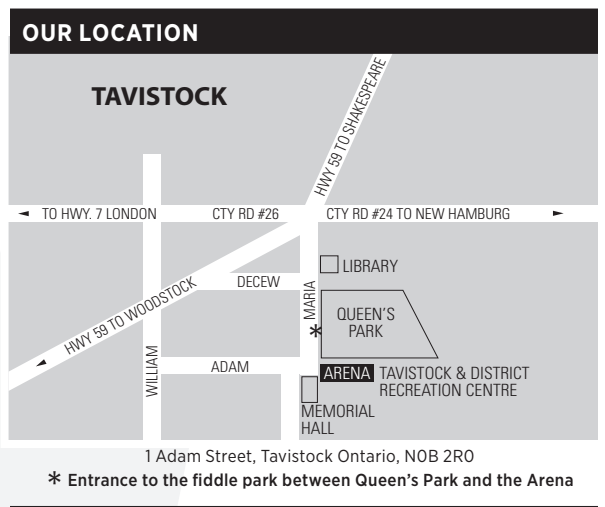 OUR LOCATION
TAVISTOCK
HWY 59 TO SHAKESPEARE
◄ TO HWY. 7 LONDON
CTY RD #26
CTY RD #24 TO NEW HAMBURG ►
LIBRARY
DECEW
MARIA
HWY 59 TO WOODSTOCK
◄
QUEEN'S
PARK
*
WILLIAM
ADAM
ARENA
TAVISTOCK & DISTRICT
RECREATION CENTRE
MEMORIAL
HALL
1 Adam Street, Tavistock Ontario, N0B 2R0
* Entrance to the fiddle park between Queen's Park and the Arena